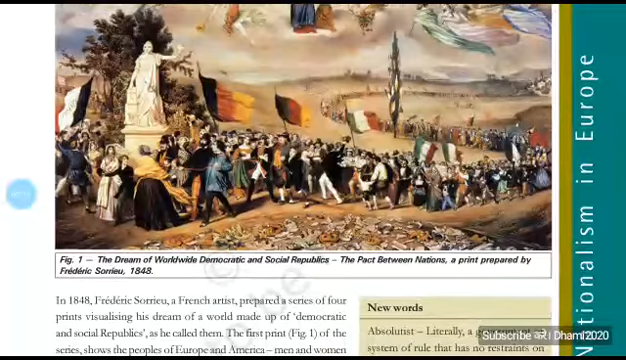 Fig. 1 — The Dream of Worldwide Democratic and Social Republics – The Pact Between Nations, a print prepared by
Frédéric Sorrieu, 1848.
In 1848, Frédéric Sorrieu, a French artist, prepared a series of four
prints visualising his dream of a world made up of ‘democratic
and social Republics’, as he called them. The first print (Fig. 1) of the
series, shows the peoples of Europe and America – men and women
New words
Absolutist – Literally, a
system of rule that has no restraints on
Nationalism in Europe
Subscribe
Dhami2020